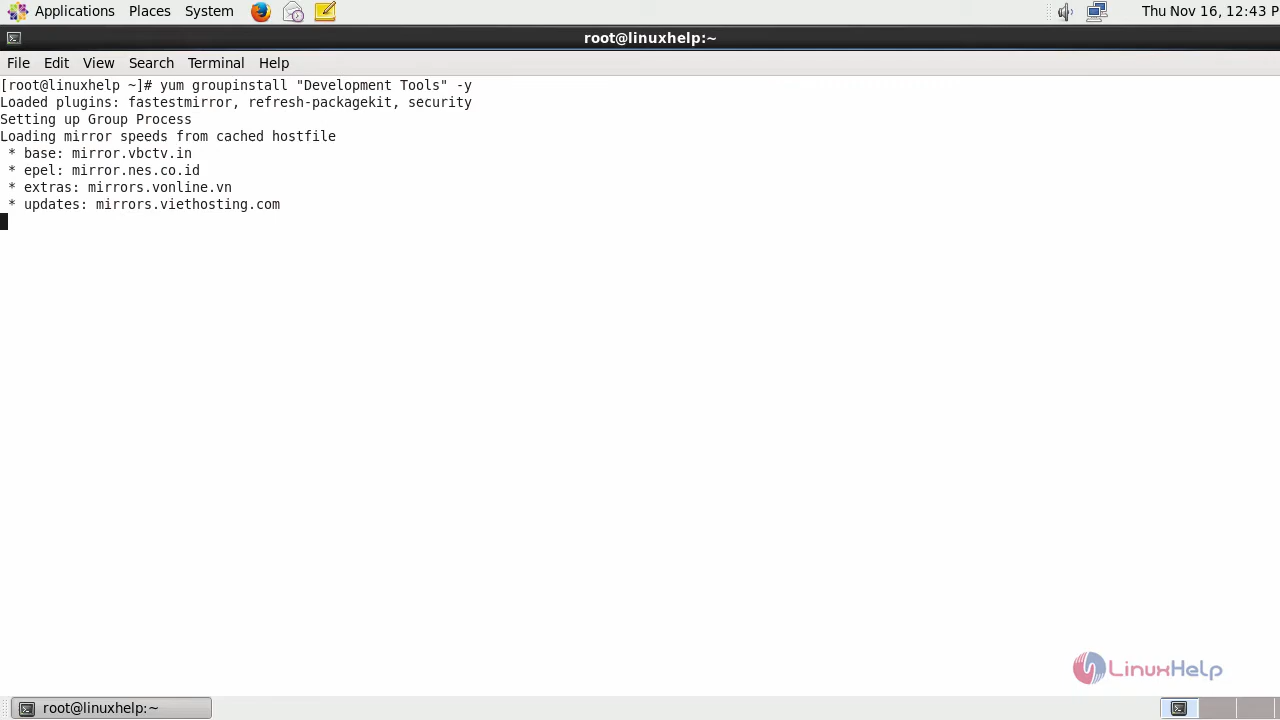 Applications Places System Thu Nov 16, 12:43 P
root@linuxhelp:~
File Edit View Search Terminal Help
[root@linuxhelp ~]# yum groupinstall "Development Tools" -y
Loaded plugins: fastestmirror, refresh-packagekit, security
Setting up Group Process
Loading mirror speeds from cached hostfile
 * base: mirror.vbctv.in
 * epel: mirror.nes.co.id
 * extras: mirrors.vonline.vn
 * updates: mirrors.viethosting.com
LinuxHelp
root@linuxhelp:~